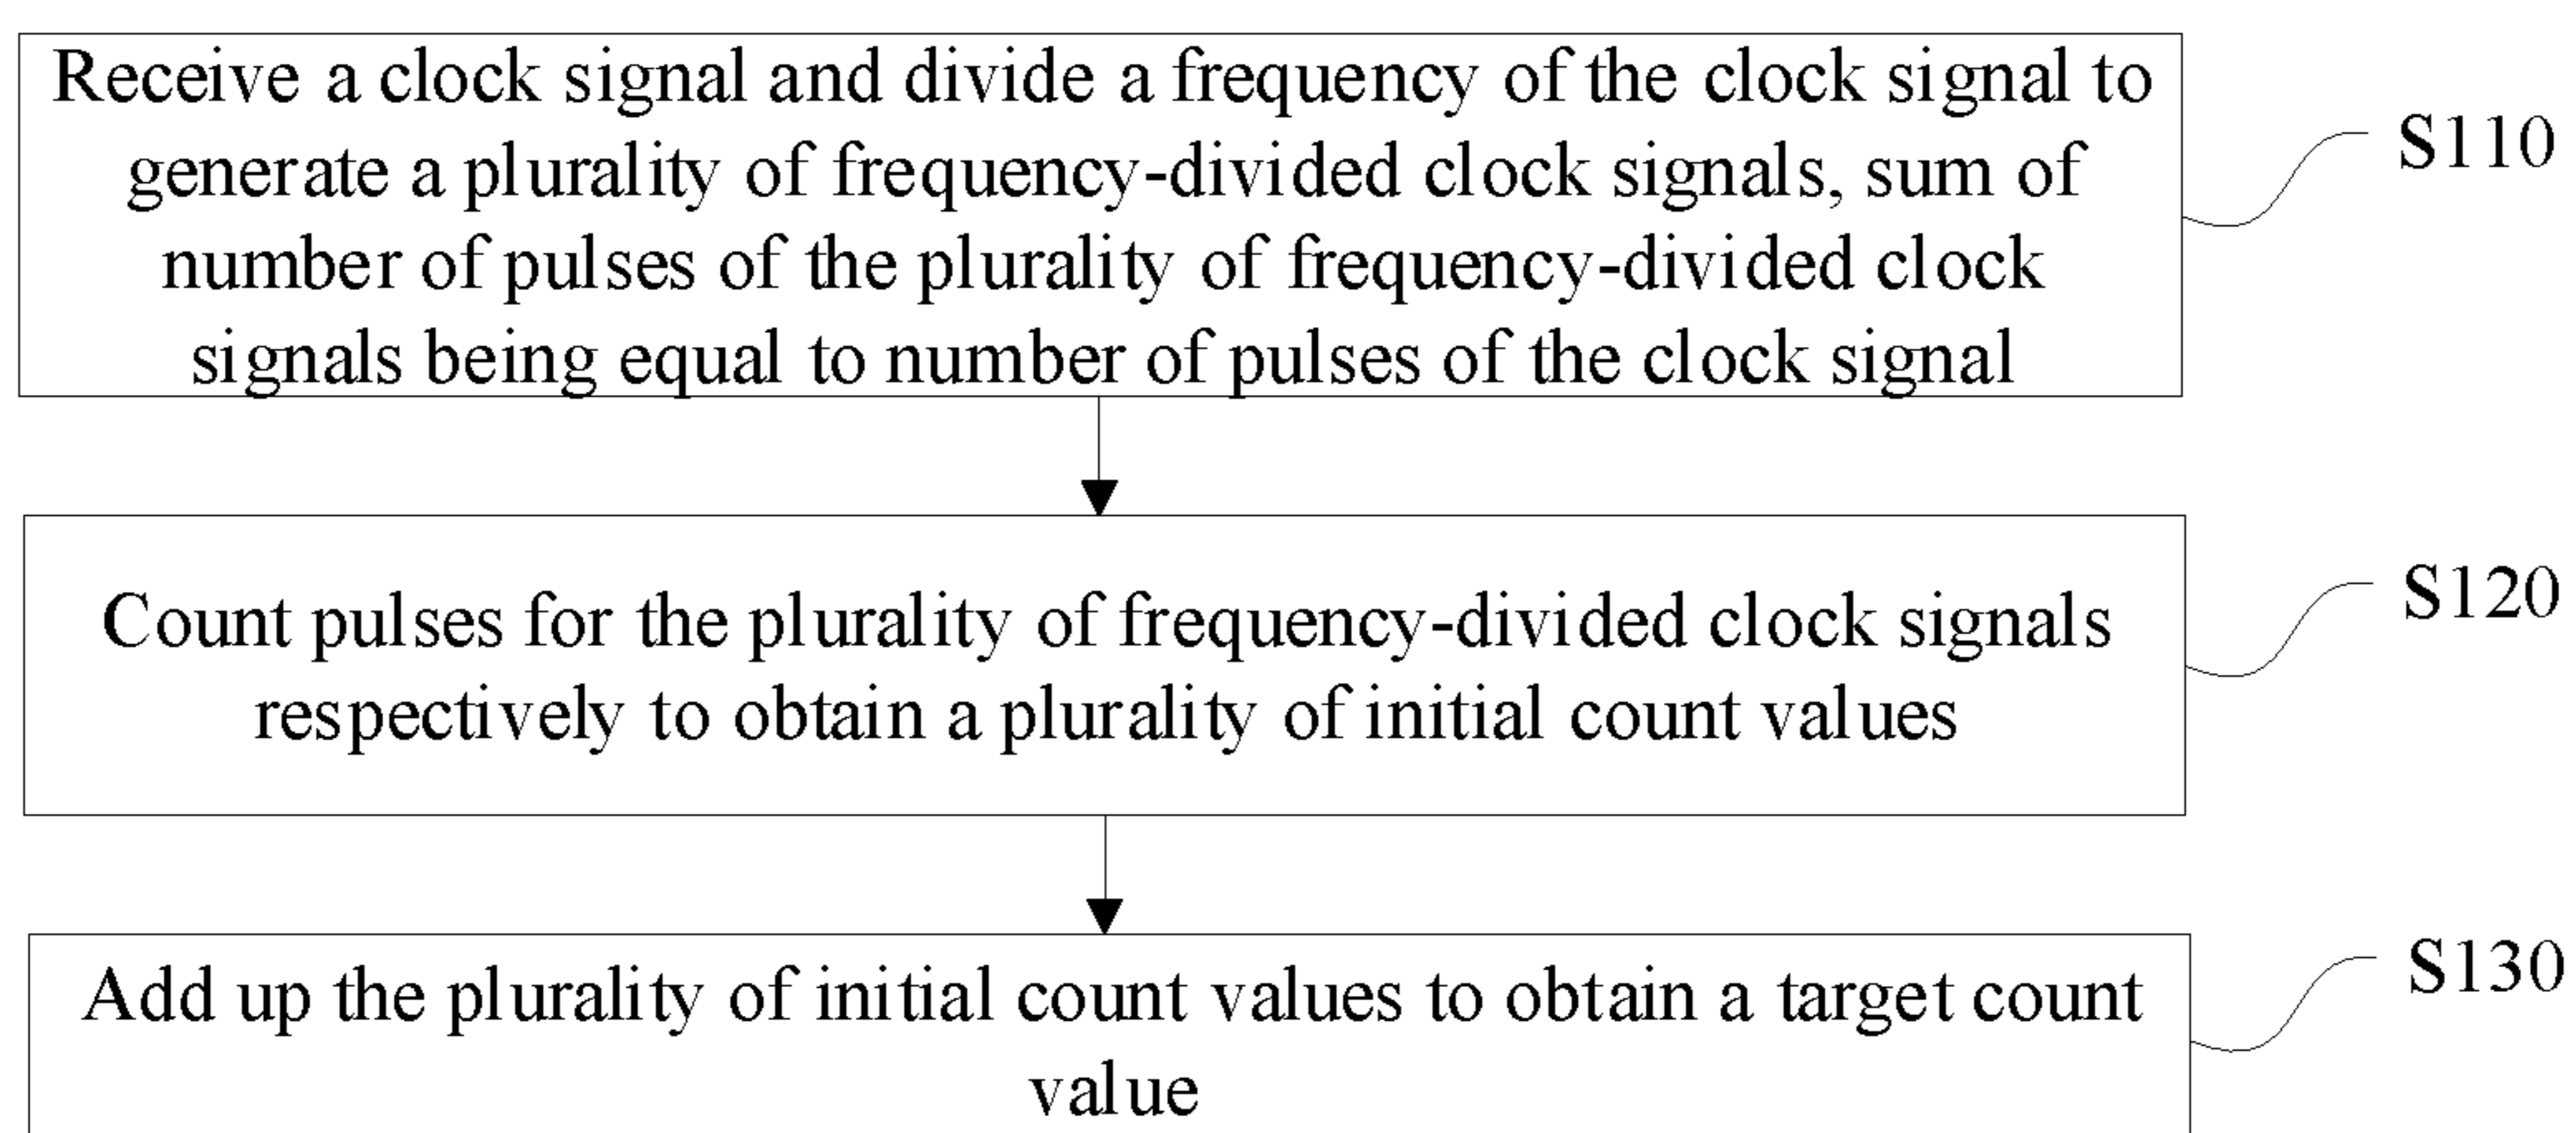 Receive a clock signal and divide a frequency of the clock signal to
generate a plurality of frequency-divided clock signals, sum of
number of pulses of the plurality of frequency-divided clock
signals being equal to number of pulses of the clock signal
S110
Count pulses for the plurality of frequency-divided clock signals
respectively to obtain a plurality of initial count values
S120
Add up the plurality of initial count values to obtain a target count
value
S130